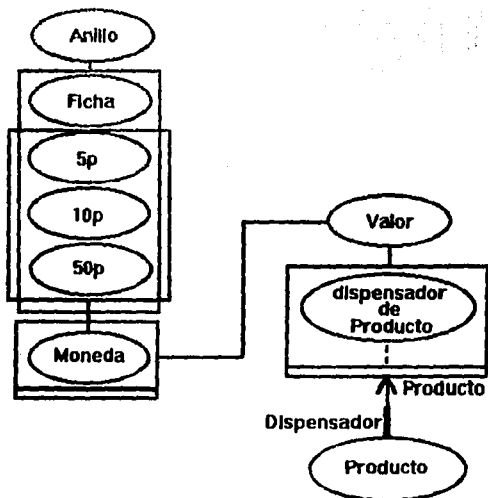 Anillo
Ficha
5p
10p
50p
Moneda
Valor
dispensador
de
Producto
Producto
Dispensador
Producto